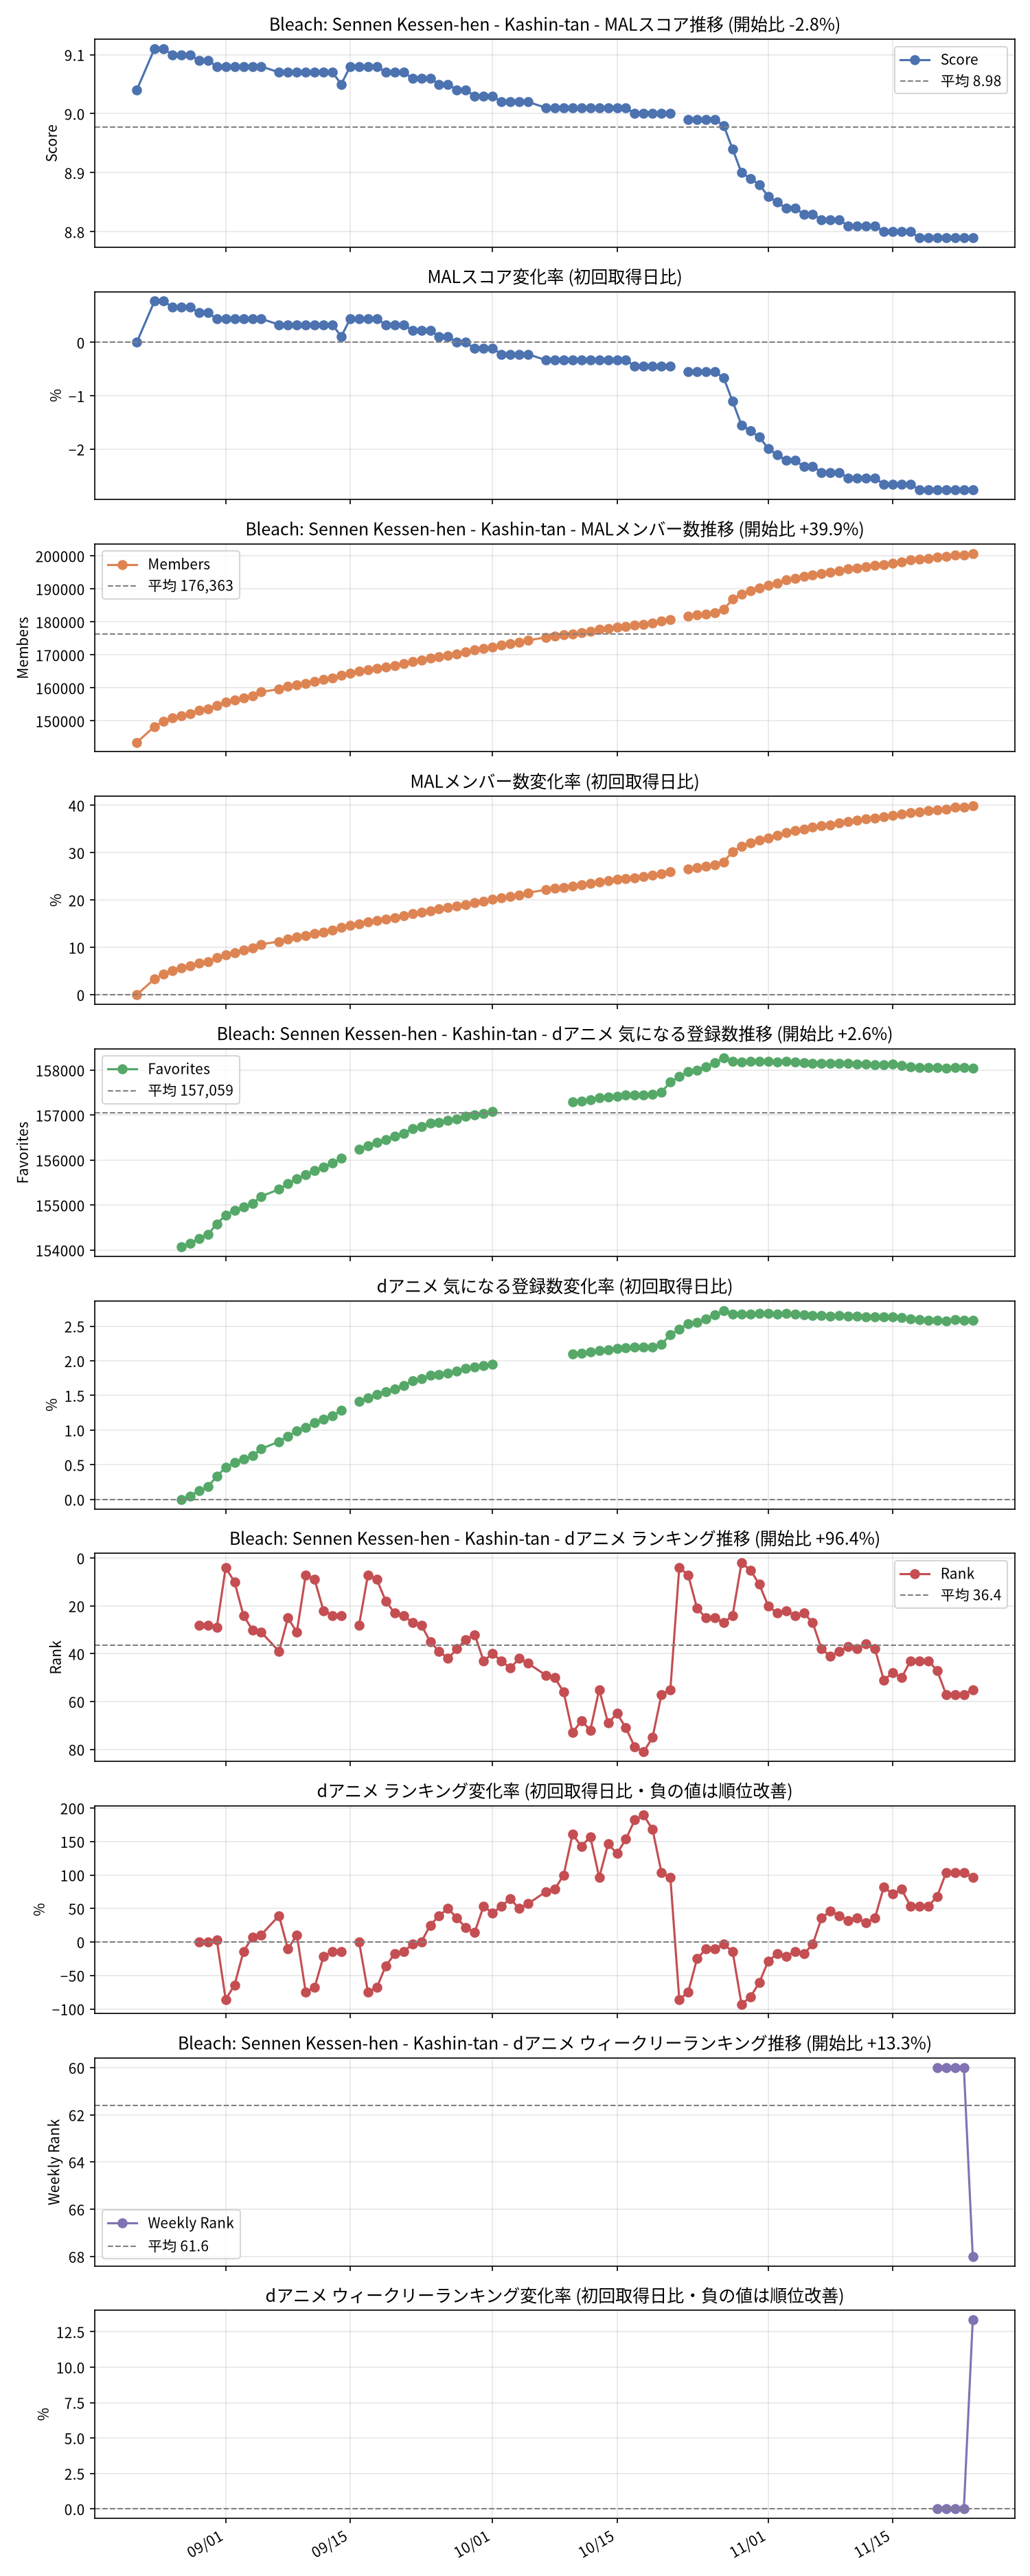 Bleach: Sennen Kessen-hen - Kashin-tan - MALスコア推移 (開始比 -2.8%)
9.1
9.0
8.9
8.8
Score
Score
平均 8.98
MALスコア変化率 (初回取得日比)
0
−1
−2
%
Bleach: Sennen Kessen-hen - Kashin-tan - MALメンバー数推移 (開始比 +39.9%)
200000
190000
180000
170000
160000
150000
Members
Members
平均 176,363
MALメンバー数変化率 (初回取得日比)
40
30
20
10
0
%
Bleach: Sennen Kessen-hen - Kashin-tan - dアニメ 気になる登録数推移 (開始比 +2.6%)
158000
157000
156000
155000
154000
Favorites
Favorites
平均 157,059
dアニメ 気になる登録数変化率 (初回取得日比)
2.5
2.0
1.5
1.0
0.5
0.0
%
Bleach: Sennen Kessen-hen - Kashin-tan - dアニメ ランキング推移 (開始比 +96.4%)
0
20
40
60
80
Rank
Rank
平均 36.4
dアニメ ランキング変化率 (初回取得日比・負の値は順位改善)
200
150
100
50
0
−50
−100
%
Bleach: Sennen Kessen-hen - Kashin-tan - dアニメ ウィークリーランキング推移 (開始比 +13.3%)
60
62
64
66
68
Weekly Rank
Weekly Rank
平均 61.6
dアニメ ウィークリーランキング変化率 (初回取得日比・負の値は順位改善)
12.5
10.0
7.5
5.0
2.5
0.0
%
09/01
09/15
10/01
10/15
11/01
11/15